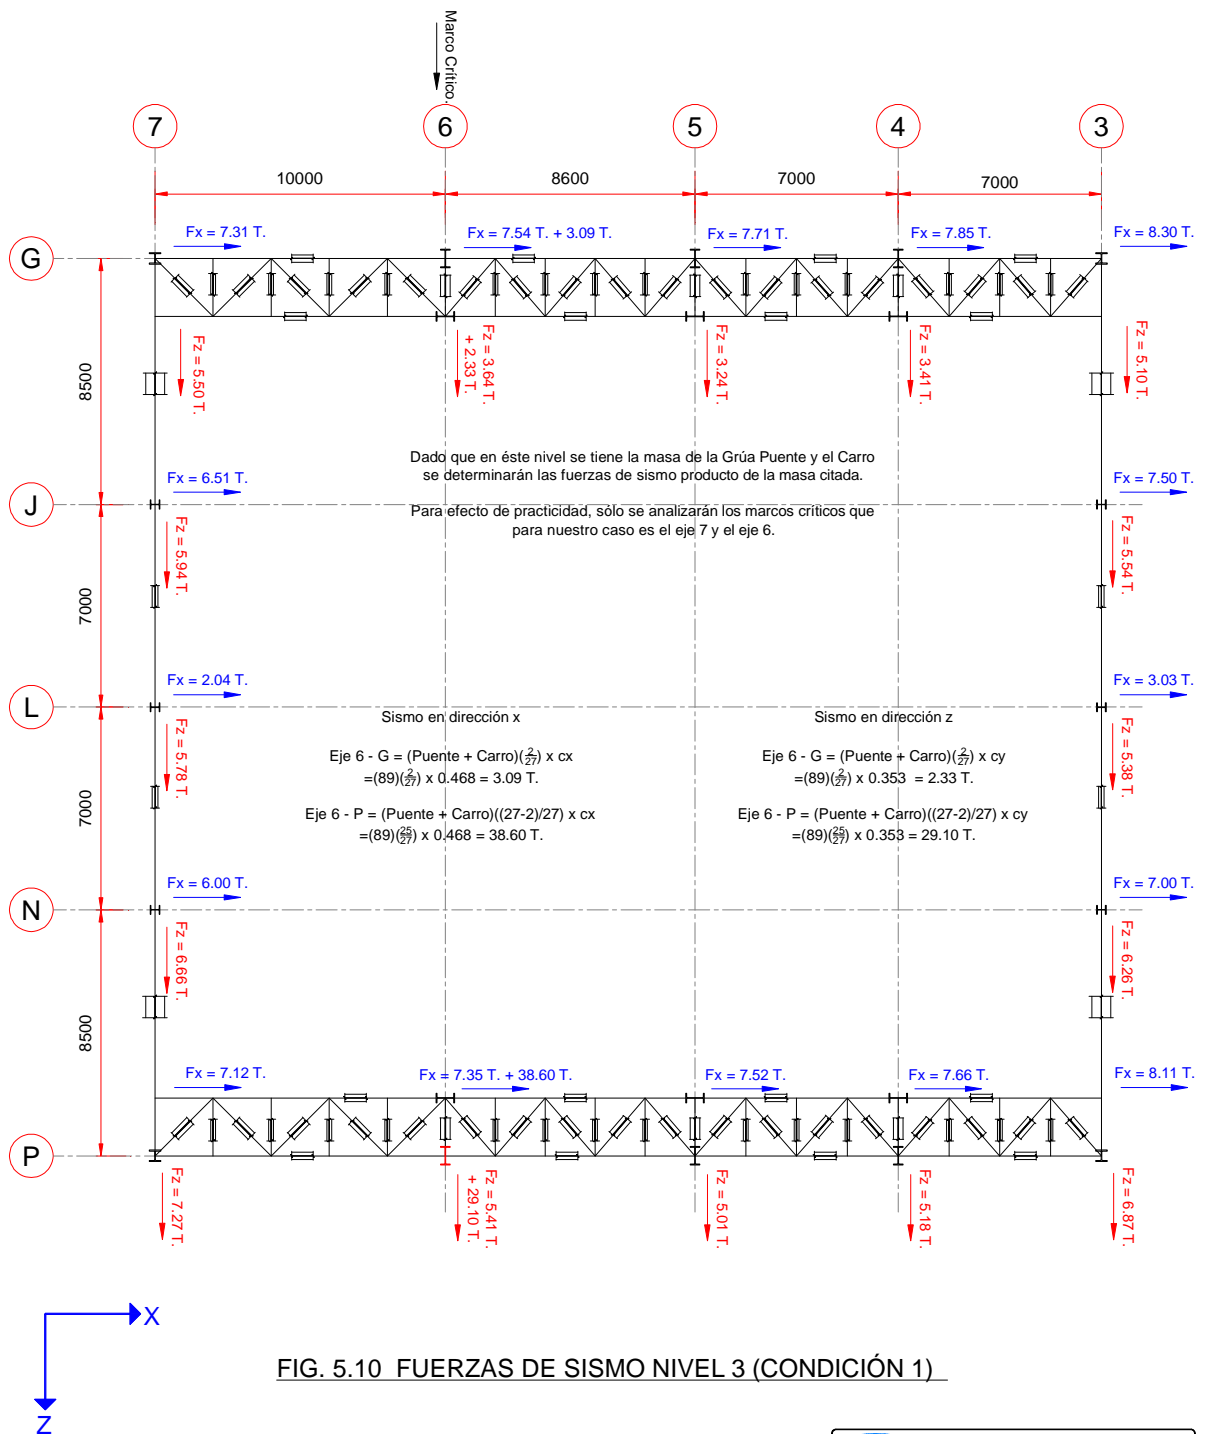 Marco Crítico.
7
6
5
4
3
10000
8600
7000
7000
Fx = 7.31 T.
Fx = 7.54 T. + 3.09 T.
Fx = 7.71 T.
Fx = 7.85 T.
Fx = 8.30 T.
G
8500
Fz = 5.50 T.
Fz = 3.64 T.
+ 2.33 T.
Fz = 3.24 T.
Fz = 3.41 T.
Fz = 5.10 T.
Dado que en éste nivel se tiene la masa de la Grúa Puente y el Carro
se determinarán las fuerzas de sismo producto de la masa citada.
Fx = 6.51 T.
Fx = 7.50 T.
J
Para efecto de practicidad, sólo se analizarán los marcos críticos que
para nuestro caso es el eje 7 y el eje 6.
Fz = 5.94 T.
Fz = 5.54 T.
7000
Fx = 2.04 T.
Fx = 3.03 T.
L
Sismo en dirección x
Sismo en dirección z
Fz = 5.78 T.
Fz = 5.38 T.
Eje 6 - G = (Puente + Carro)(2/27) x cx
=(89)(2/27) x 0.468 = 3.09 T.
Eje 6 - G = (Puente + Carro)(2/27) x cy
=(89)(2/27) x 0.353 = 2.33 T.
7000
Eje 6 - P = (Puente + Carro)((27-2)/27) x cx
=(89)(25/27) x 0.468 = 38.60 T.
Eje 6 - P = (Puente + Carro)((27-2)/27) x cy
=(89)(25/27) x 0.353 = 29.10 T.
Fx = 6.00 T.
Fx = 7.00 T.
N
Fz = 6.66 T.
Fz = 6.26 T.
8500
Fx = 7.12 T.
Fx = 7.35 T. + 38.60 T.
Fx = 7.52 T.
Fx = 7.66 T.
Fx = 8.11 T.
P
Fz = 7.27 T.
Fz = 5.41 T.
+ 29.10 T.
Fz = 5.01 T.
Fz = 5.18 T.
Fz = 6.87 T.
X
Z
FIG. 5.10 FUERZAS DE SISMO NIVEL 3 (CONDICIÓN 1)